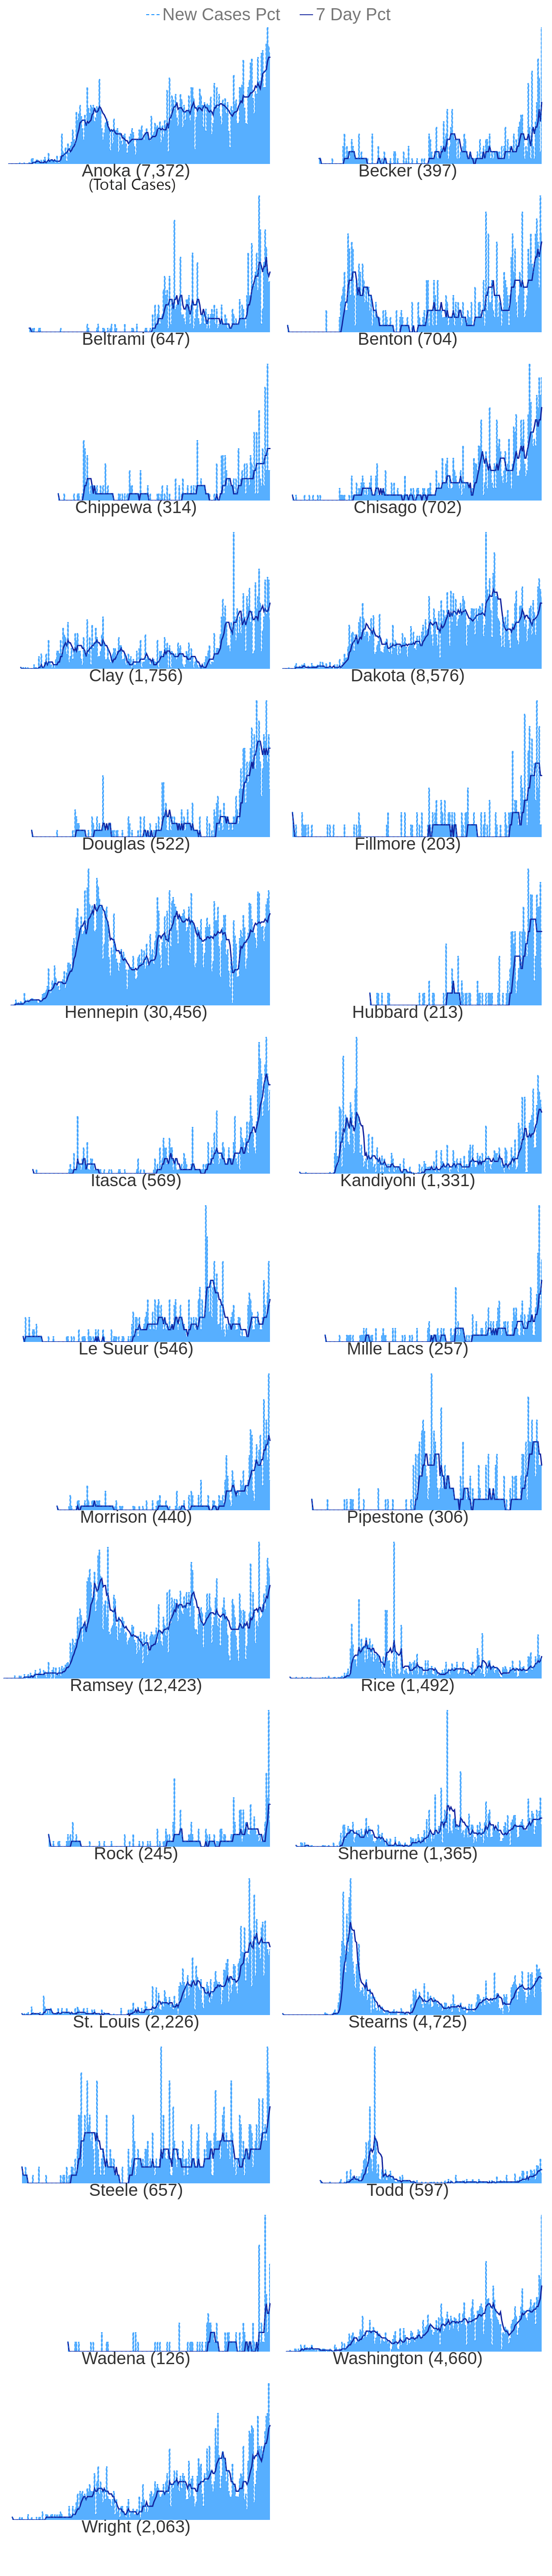 New Cases Pct 7 Day Pct
Anoka (7,372) Becker (397)
(Total Cases)
Beltrami (647) Benton (704)
Chippewa (314) Chisago (702)
Clay (1,756) Dakota (8,576)
Douglas (522) Fillmore (203)
Hennepin (30,456) Hubbard (213)
Itasca (569) Kandiyohi (1,331)
Le Sueur (546) Mille Lacs (257)
Morrison (440) Pipestone (306)
Ramsey (12,423) Rice (1,492)
Rock (245) Sherburne (1,365)
St. Louis (2,226) Stearns (4,725)
Steele (657) Todd (597)
Wadena (126) Washington (4,660)
Wright (2,063)